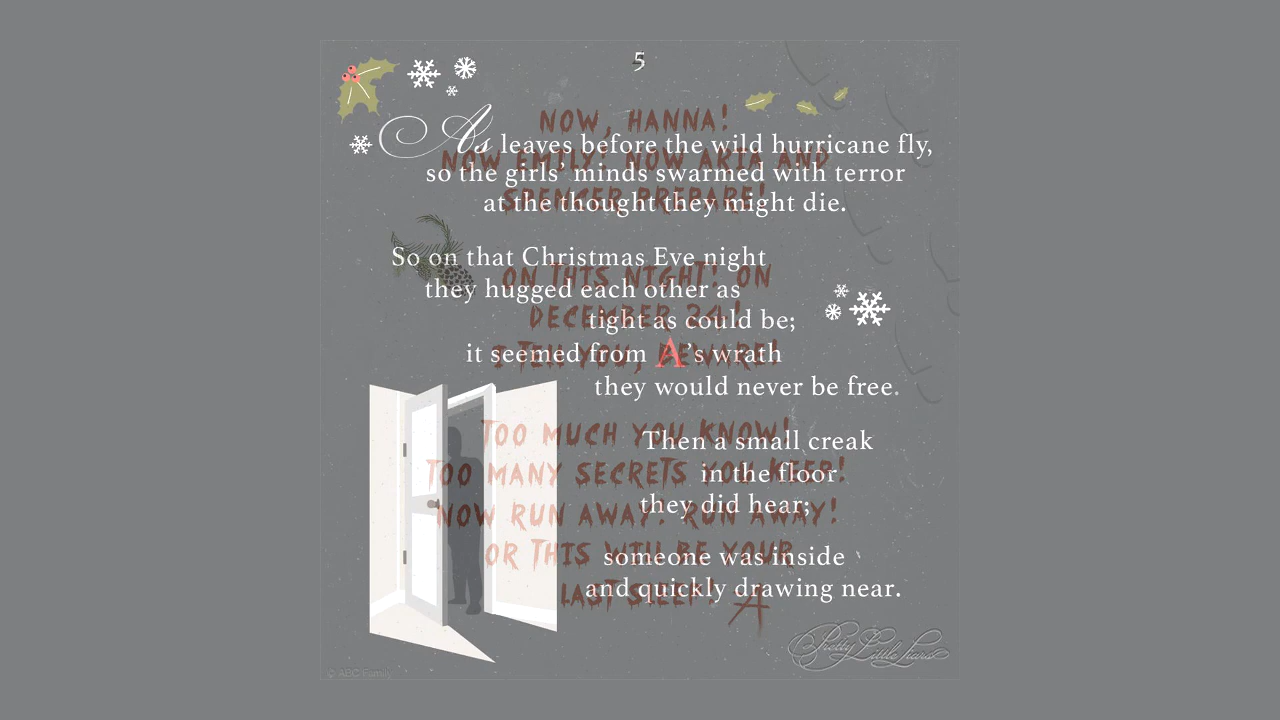 5
As leaves before the wild hurricane fly,
so the girls’ minds swarmed with terror
at the thought they might die.
So on that Christmas Eve night
they hugged each other as
tight as could be;
it seemed from A’s wrath
they would never be free.
Then a small creak
in the floor
they did hear;
someone was inside
and quickly drawing near.
NOW, HANNA!
NOW EMILY! NOW ARIA AND
SPENCER PREPARE!
ON THIS NIGHT! ON
DECEMBER 24!
I TELL YOU, BEWARE!
TOO MUCH YOU KNOW!
TOO MANY SECRETS YOU KEEP!
NOW RUN AWAY! RUN AWAY!
OR THIS WILL BE YOUR
LAST SLEEP! A
Pretty Little Liars
© ABC Family